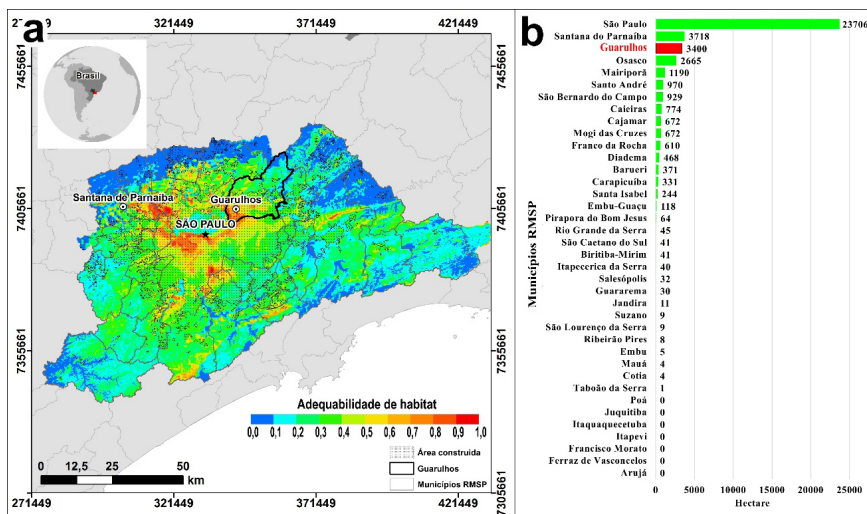 a
271449 321449 371449 421449
7455661
7405661
7355661
7305661
Brasil
Santana de Parnaíba
Guarulhos
SÃO PAULO
Adequabilidade de habitat
0,0 0,1 0,2 0,3 0,4 0,5 0,6 0,7 0,8 0,9 1,0
Área construida
Guarulhos
Municípios RMSP
0 12,5 25 50
km
7455661
7405661
7355661
7305661
271449 321449 371449 421449
b
Municípios RMSP
São Paulo 23706
Santana do Parnaíba 3718
Guarulhos 3400
Osasco 2665
Mairiporã 1190
Santo André 970
São Bernardo do Campo 929
Caieiras 774
Cajamar 672
Mogi das Cruzes 672
Franco da Rocha 610
Diadema 468
Barueri 371
Carapicuíba 331
Santa Isabel 244
Embu-Guaçu 118
Pirapora do Bom Jesus 64
Rio Grande da Serra 45
São Caetano do Sul 41
Biritiba-Mirim 41
Itapecerica da Serra 40
Salesópolis 32
Guararema 30
Jandira 11
Suzano 9
São Lourenço da Serra 9
Ribeirão Pires 8
Embu 5
Mauá 4
Cotia 4
Taboão da Serra 1
Poá 0
Juquitiba 0
Itaquaquecetuba 0
Itapevi 0
Francisco Morato 0
Ferraz de Vasconcelos 0
Arujá 0
0 5000 10000 15000 20000 25000
Hectare